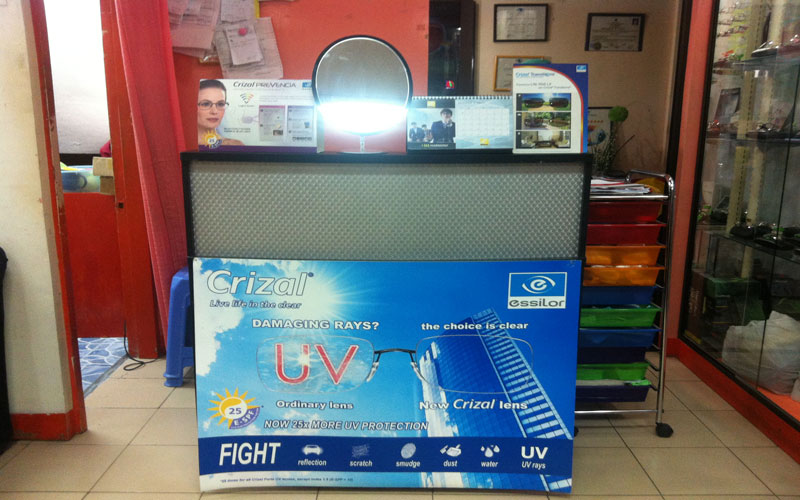 Crizal PREVENCIA
Crizal Transitions
Crizal®
Live life in the clear
essilor
DAMAGING RAYS?
the choice is clear
UV
Ordinary lens
New Crizal lens
25
E-SPF
NOW 25x MORE UV PROTECTION
FIGHT
reflection
scratch
smudge
dust
water
UV
UV rays